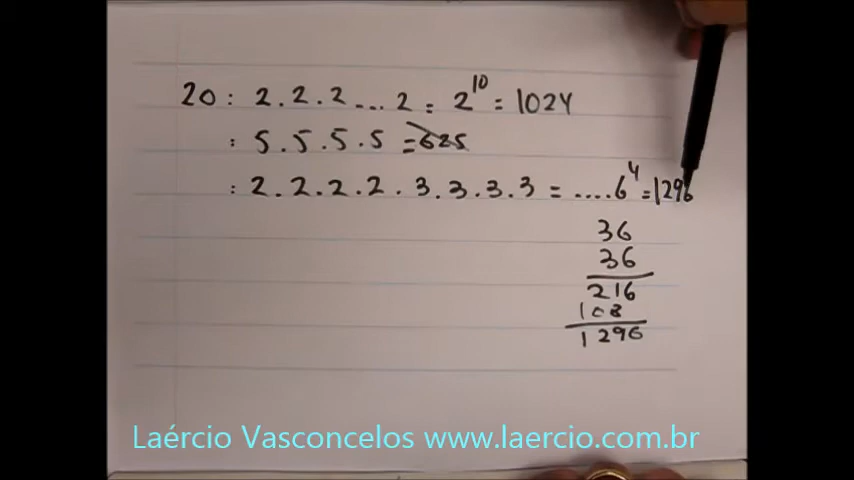 20: 2.2.2...2 = 2^10 = 1024
: 5.5.5.5 = 625
: 2.2.2.2.3.3.3.3 = ....6^4 = 1296
36
36
216
108
1296
Laércio Vasconcelos www.laercio.com.br